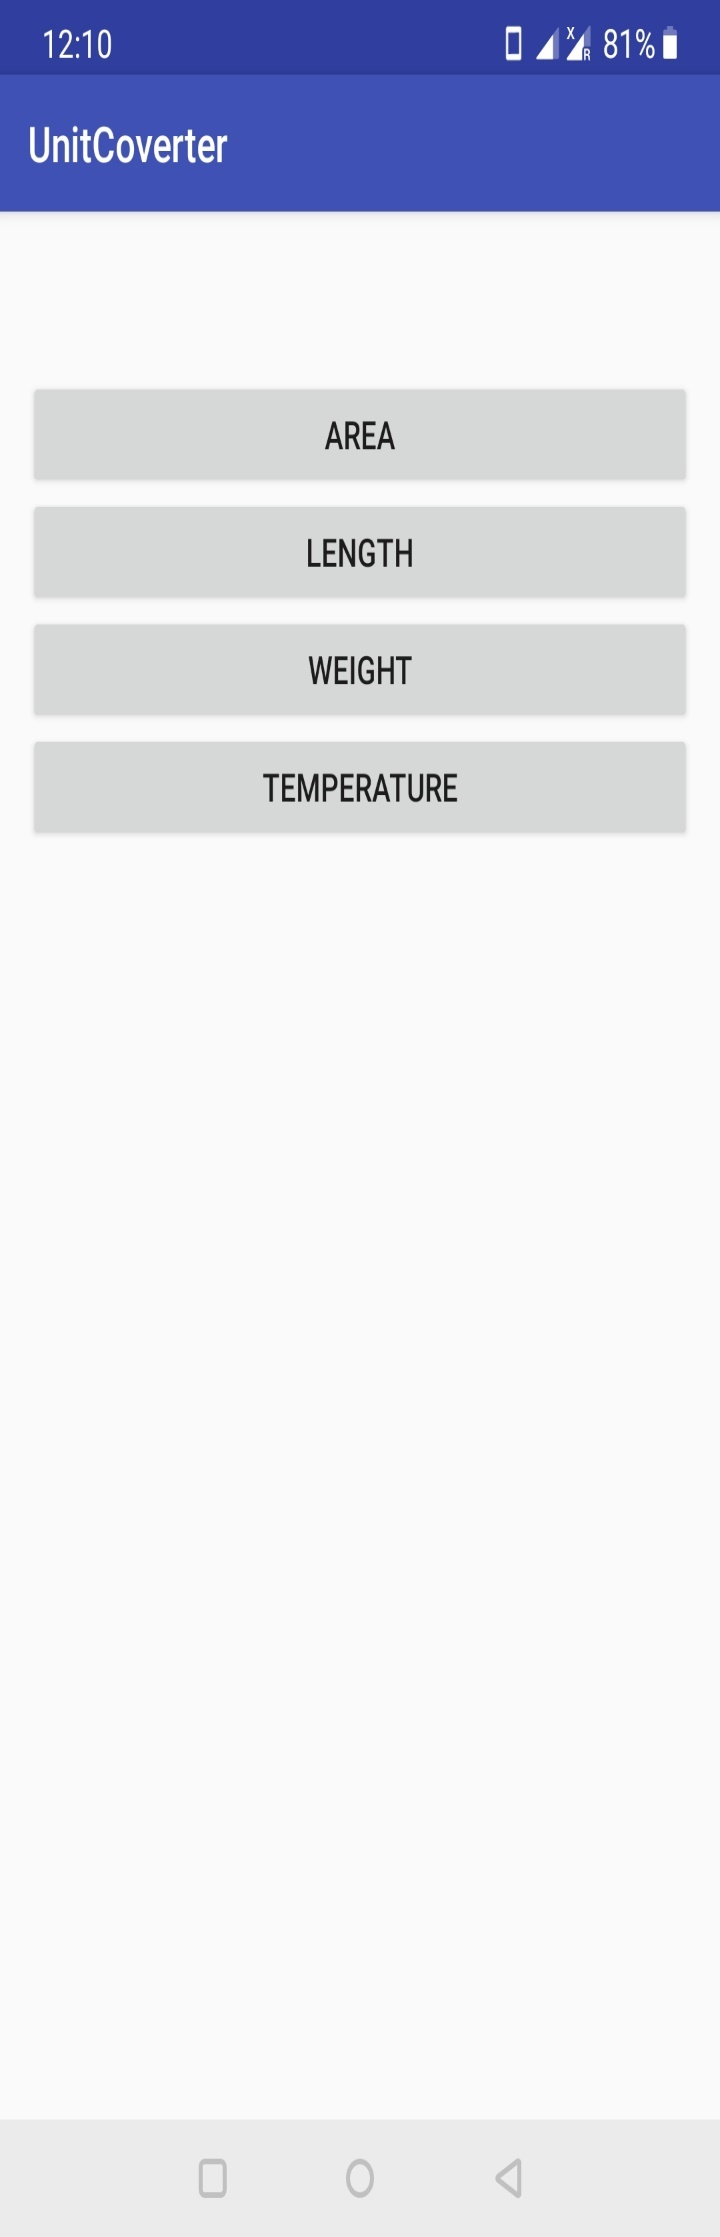 12:10 X R 81%
UnitCoverter
AREA
LENGTH
WEIGHT
TEMPERATURE